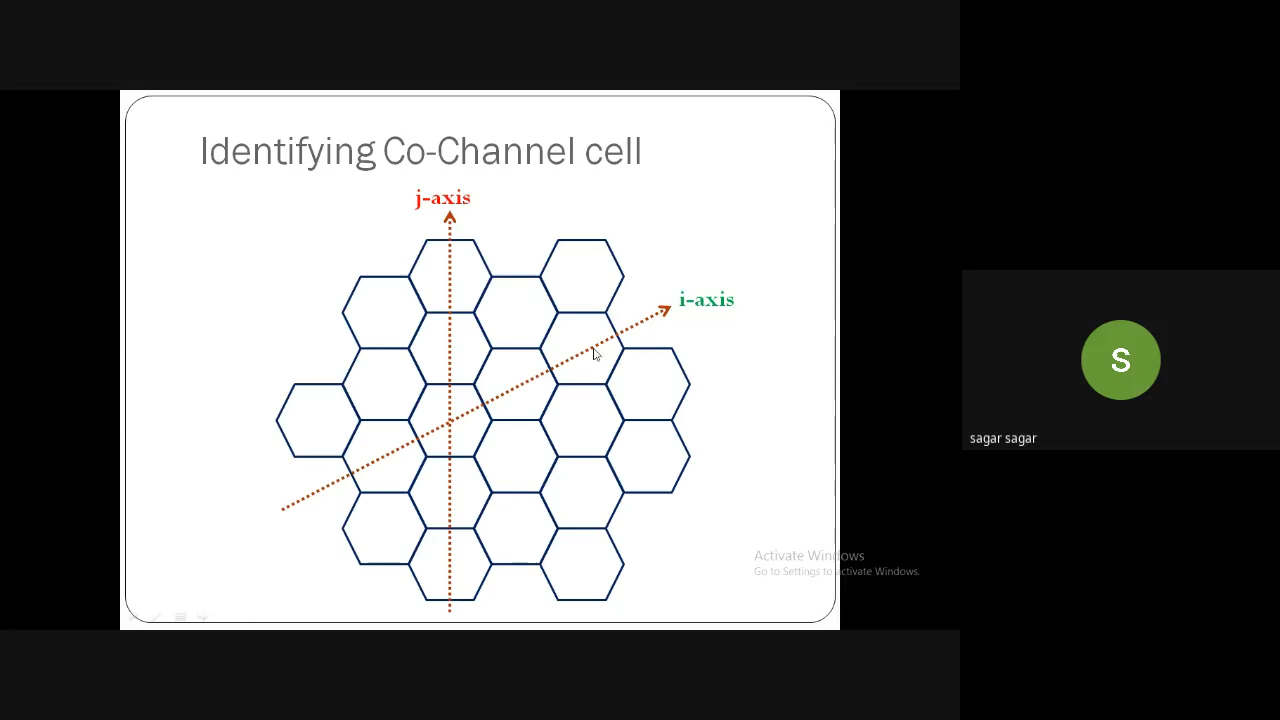 Identifying Co-Channel cell
j-axis
i-axis
S
sagar sagar
Activate Windows
Go to Settings to activate Windows.